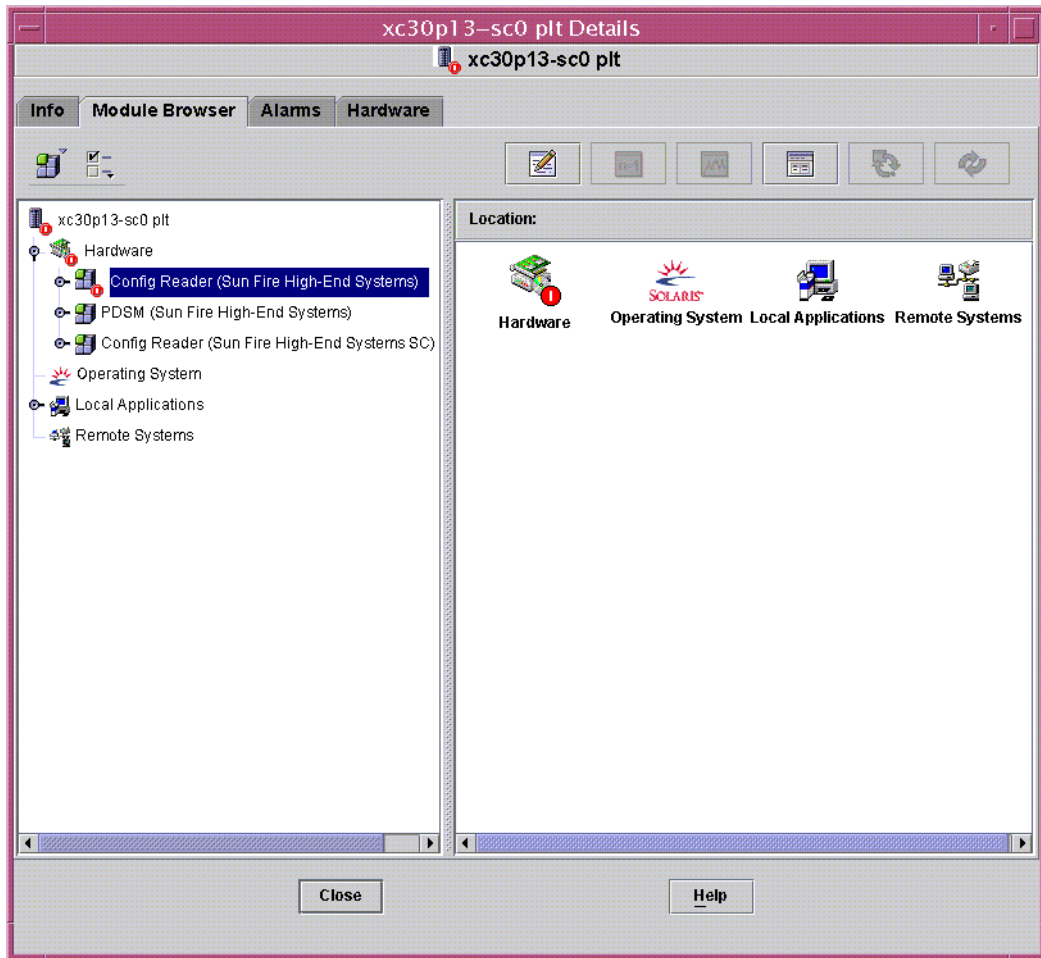 xc30p13–sc0 plt Details
xc30p13-sc0 plt
Info Module Browser Alarms Hardware
xc30p13-sc0 plt
Hardware
Config Reader (Sun Fire High-End Systems)
PDSM (Sun Fire High-End Systems)
Config Reader (Sun Fire High-End Systems SC)
Operating System
Local Applications
Remote Systems
Location:
SOLARIS
Hardware Operating System Local Applications Remote Systems
Close Help